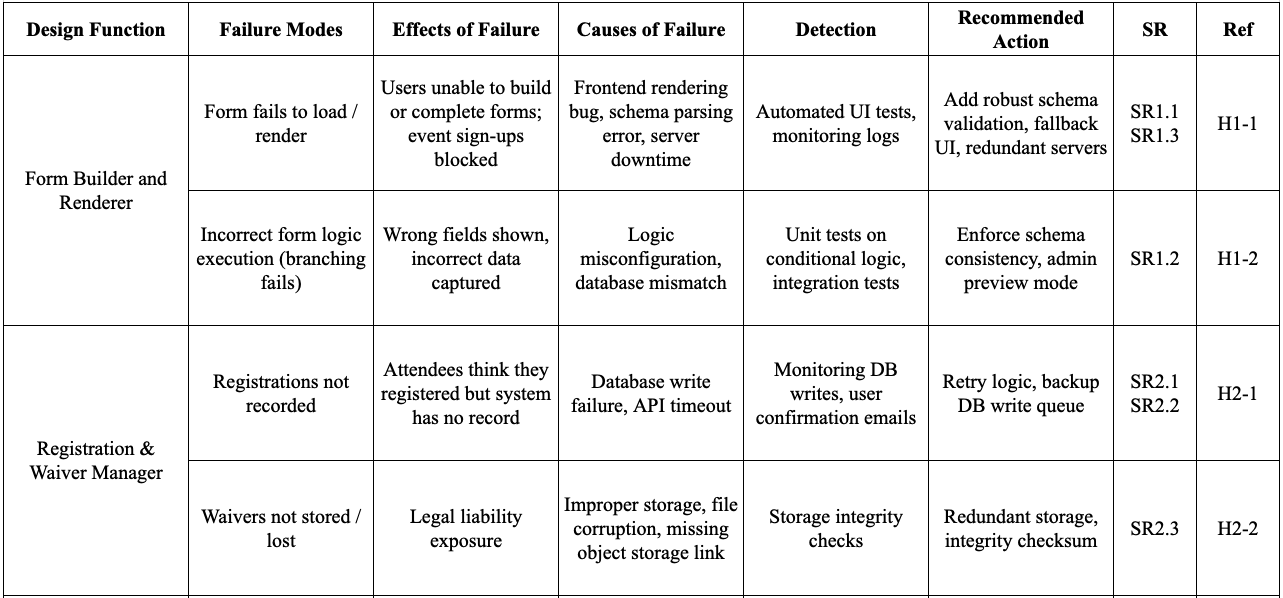 Design Function
Failure Modes
Effects of Failure
Causes of Failure
Detection
Recommended
Action
SR
Ref
Form Builder and
Renderer
Form fails to load /
render
Users unable to build
or complete forms;
event sign-ups
blocked
Frontend rendering
bug, schema parsing
error, server
downtime
Automated UI tests,
monitoring logs
Add robust schema
validation, fallback
UI, redundant servers
SR1.1
SR1.3
H1-1
Incorrect form logic
execution (branching
fails)
Wrong fields shown,
incorrect data
captured
Logic
misconfiguration,
database mismatch
Unit tests on
conditional logic,
integration tests
Enforce schema
consistency, admin
preview mode
SR1.2
H1-2
Registration &
Waiver Manager
Registrations not
recorded
Attendees think they
registered but system
has no record
Database write
failure, API timeout
Monitoring DB
writes, user
confirmation emails
Retry logic, backup
DB write queue
SR2.1
SR2.2
H2-1
Waivers not stored /
lost
Legal liability
exposure
Improper storage, file
corruption, missing
object storage link
Storage integrity
checks
Redundant storage,
integrity checksum
SR2.3
H2-2